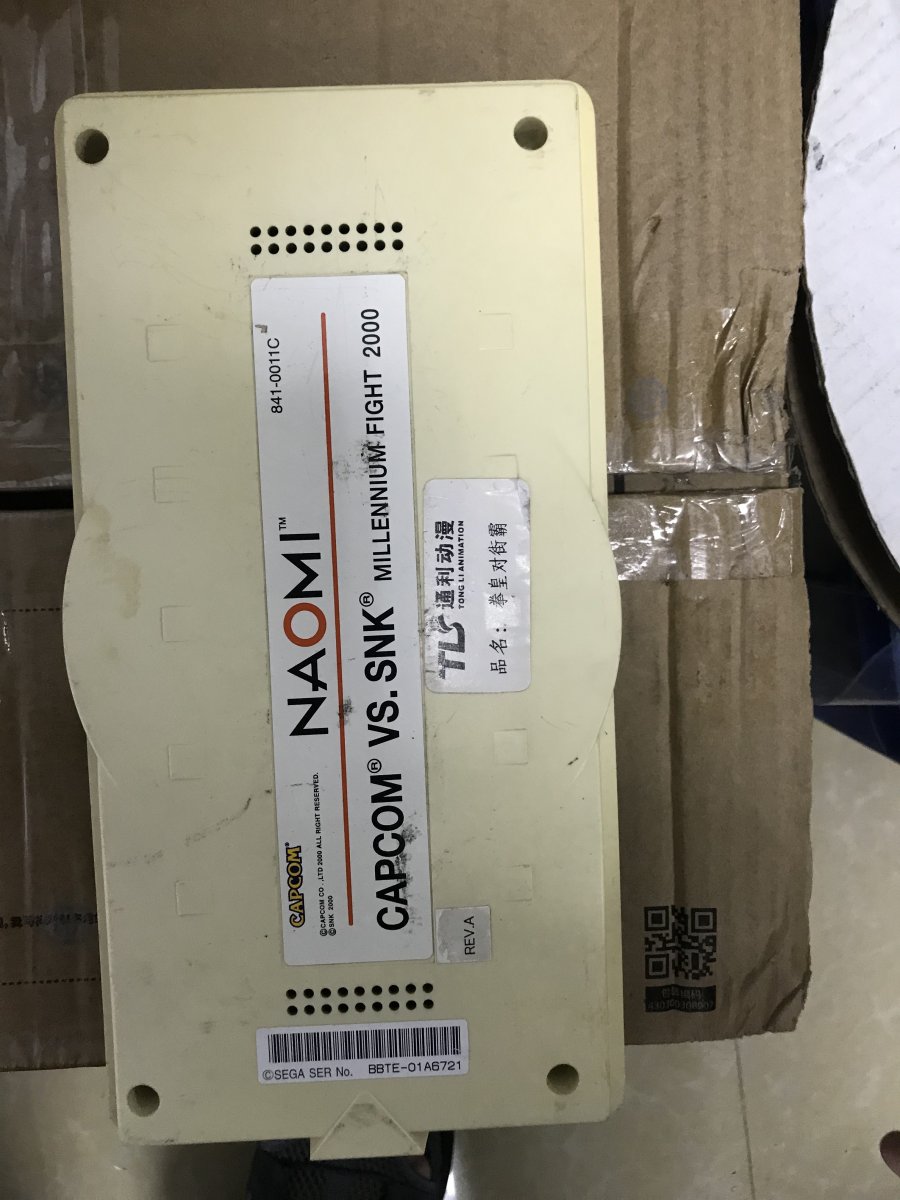 841-0011C
NAOMI™
CAPCOM® VS. SNK® MILLENNIUM FIGHT 2000
CAPCOM®
©CAPCOM CO.,LTD 2000 ALL RIGHT RESERVED.
©SNK 2000
TLS 通利动漫
TONG LI ANIMATION
品名：拳皇对街霸
REV.A
©SEGA SER No. BBTE-01A6721